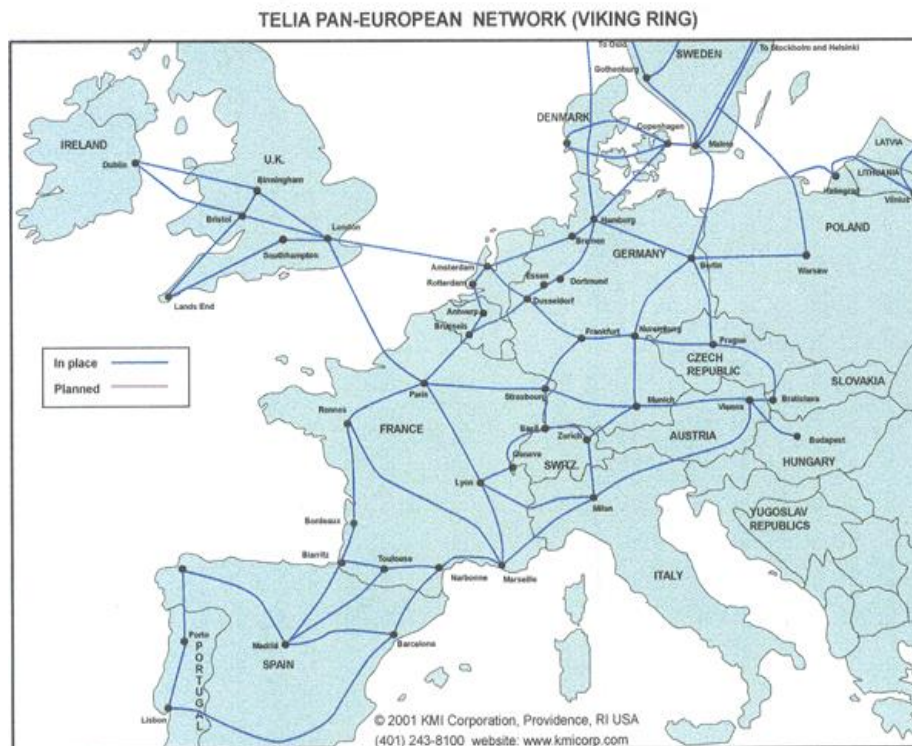 TELIA PAN-EUROPEAN NETWORK (VIKING RING)
To Oslo
SWEDEN
To Stockholm and Helsinki
Gothenburg
DENMARK
Copenhagen
Malmo
IRELAND
Dublin
U.K.
Birmingham
LATVIA
LITHUANIA
Kaliningrad
Vilnius
Bristol
London
Hamburg
POLAND
Southampton
Bremen
GERMANY
Amsterdam
Berlin
Warsaw
Rotterdam
Essen
Dortmund
Lands End
Dusseldorf
Antwerp
Brussels
Frankfurt
Nuremburg
Prague
CZECH
REPUBLIC
In place
Planned
SLOVAKIA
Paris
Strasbourg
Munich
Vienna
Bratislava
Rennes
FRANCE
Basil
Zurich
AUSTRIA
Budapest
Geneva
SWRZ.
HUNGARY
Lyon
Milan
YUGOSLAV
REPUBLICS
Bordeaux
Biarritz
Toulouse
Narbonne
Marseille
ITALY
Porto
Madrid
Barcelona
SPAIN
PORTUGAL
Lisbon
© 2001 KMI Corporation, Providence, RI USA
(401) 243-8100 website: www.kmicorp.com